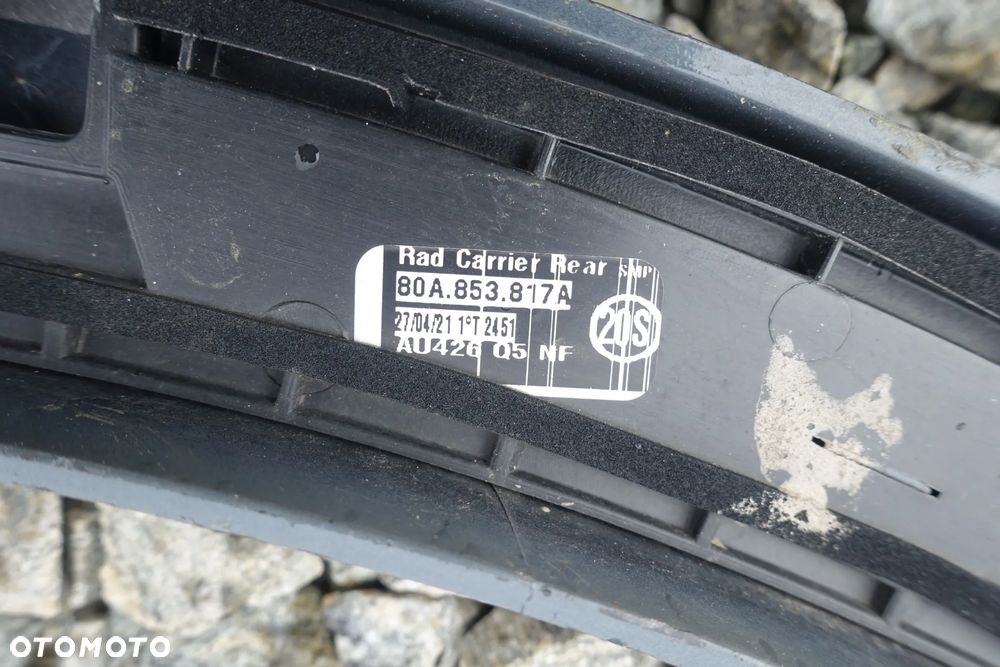 Rad Carrier Rear SMP
80A.853.817A
27/04/21 1°T 2451
20S
AU426 Q5 NF
OTOMOTO